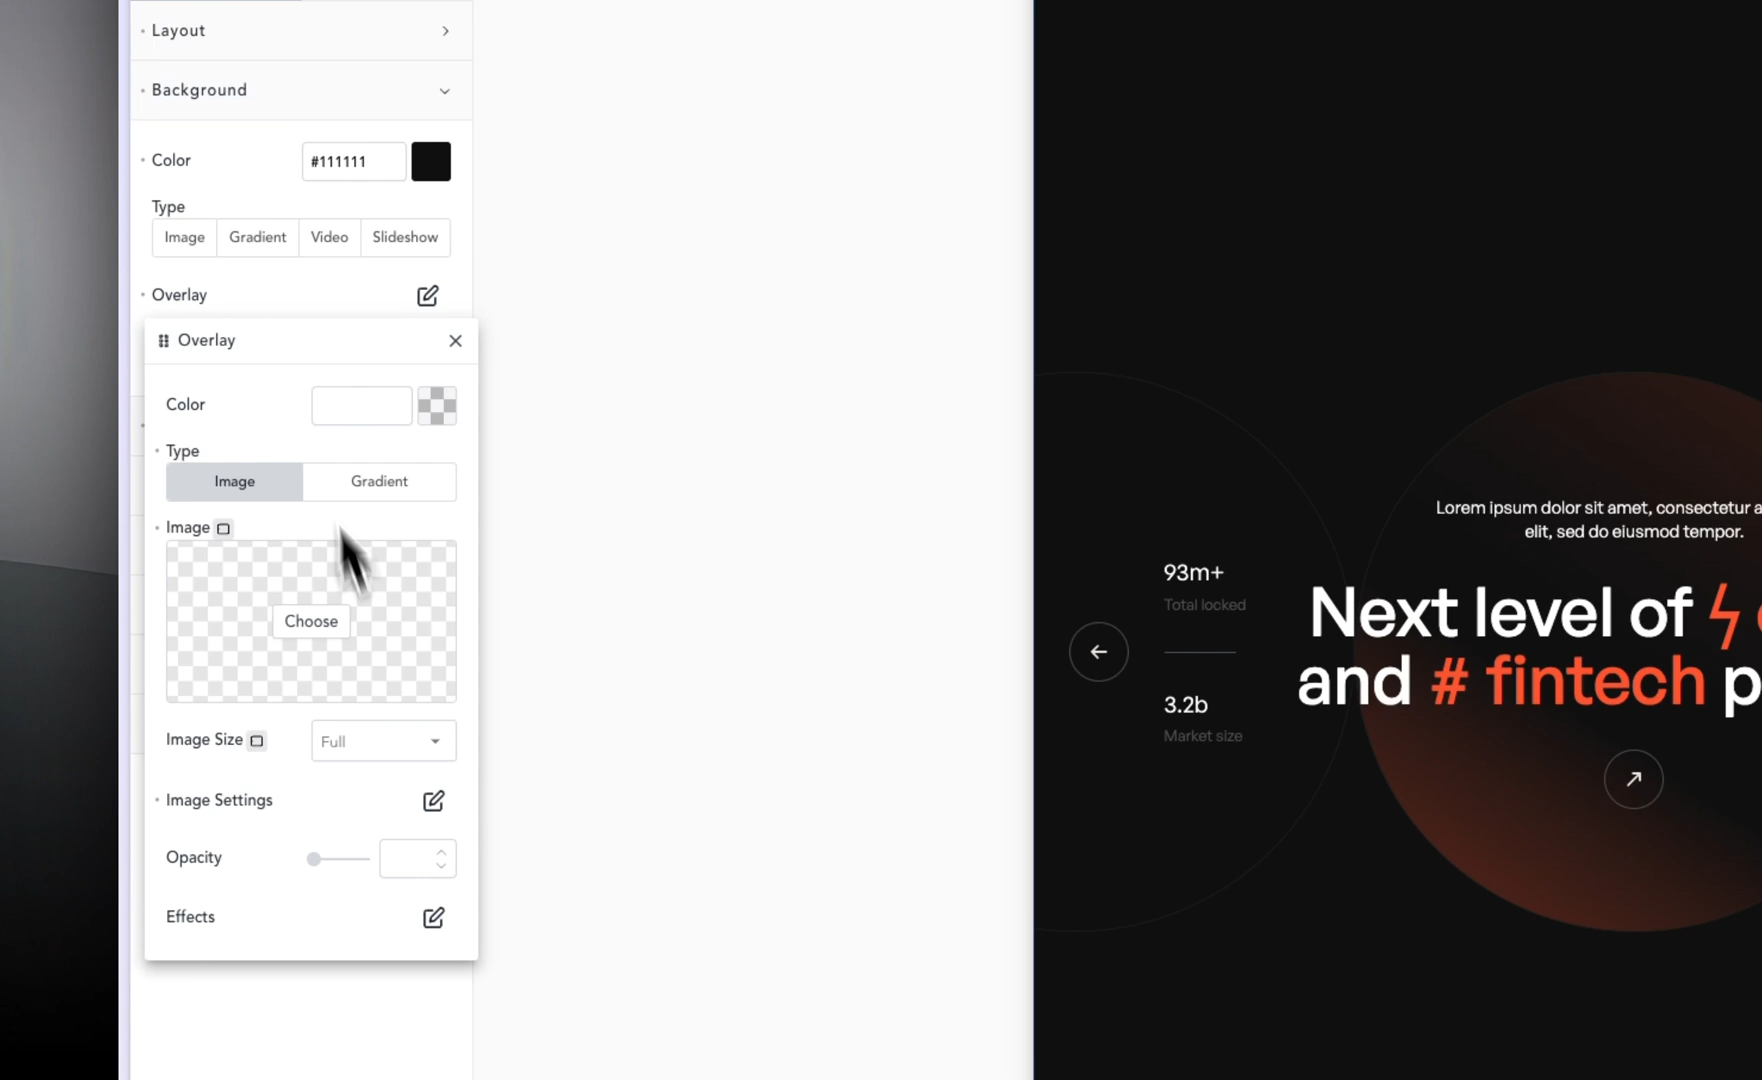 Layout
Background
Color
#111111
Type
Image Gradient Video Slideshow
Overlay
Overlay
Color
Type
Image Gradient
Image
Choose
Image Size
Full
Image Settings
Opacity
Effects
Lorem ipsum dolor sit amet, consectetur
elit, sed do eiusmod tempor.
93m+
Total locked
3.2b
Market size
Next level of
and # fintech